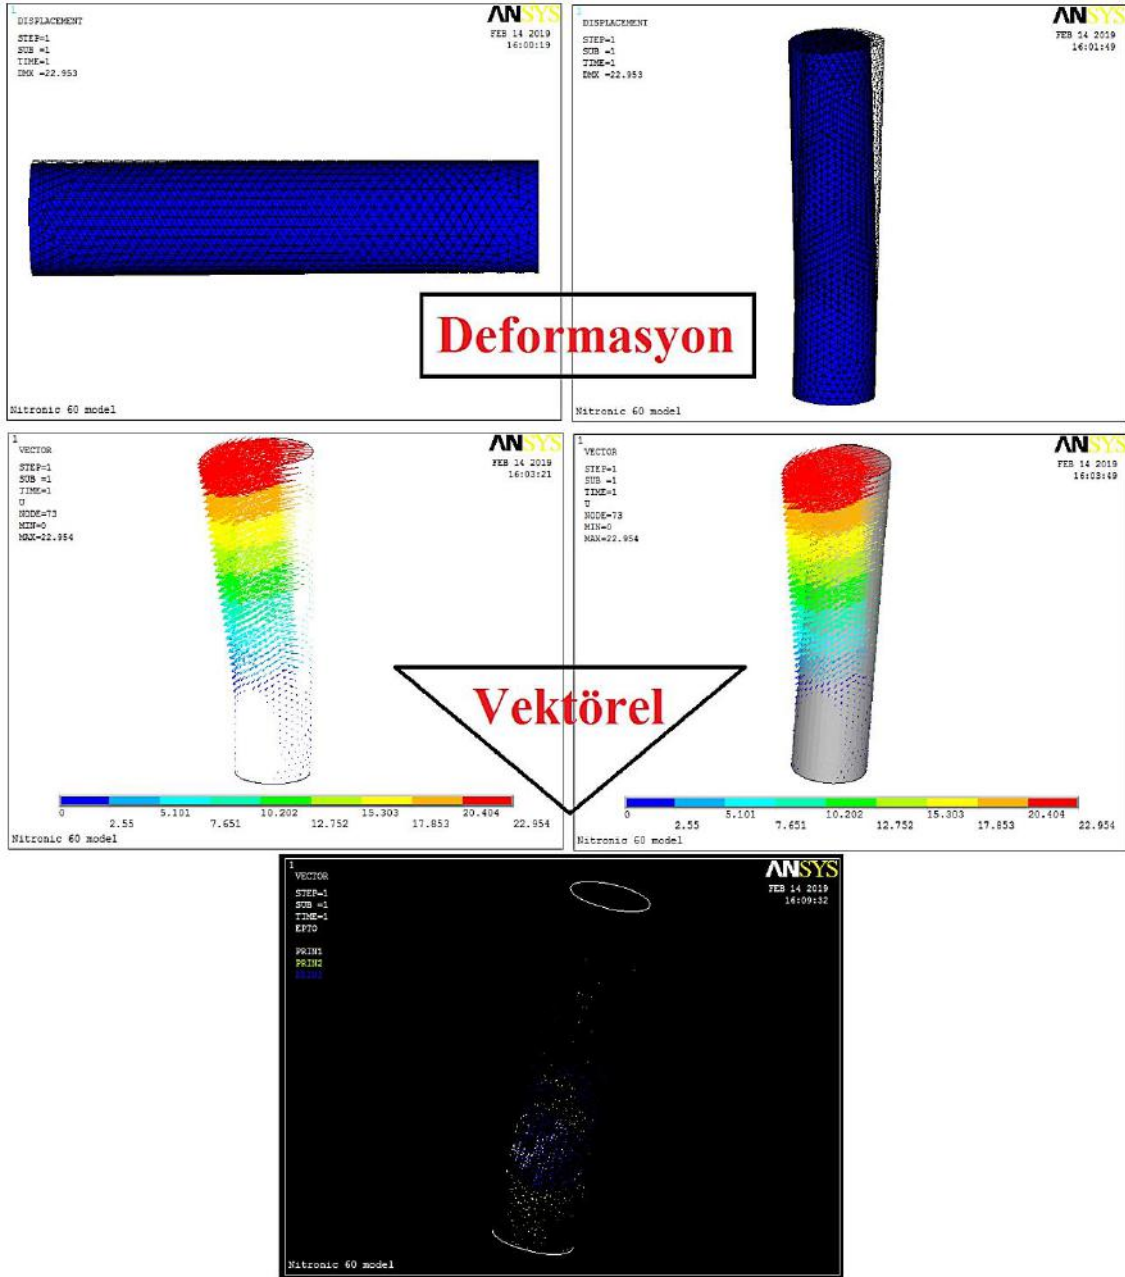 1
DISPLACEMENT
STEP=1
SUB =1
TIME=1
DMX =22.953
ANSYS
FEB 14 2019
16:00:19
Nitronic 60 model
1
DISPLACEMENT
STEP=1
SUB =1
TIME=1
DMX =22.953
ANSYS
FEB 14 2019
16:01:49
Deformasyon
1
VECTOR
STEP=1
SUB =1
TIME=1
U
NODE=73
MIN=0
MAX=22.954
ANSYS
FEB 14 2019
16:03:21
0 5.101 10.202 15.303 20.404
2.55 7.651 12.752 17.853 22.954
Nitronic 60 model
1
VECTOR
STEP=1
SUB =1
TIME=1
U
NODE=73
MIN=0
MAX=22.954
ANSYS
FEB 14 2019
16:03:49
Vektörel
0 5.101 10.202 15.303 20.404
2.55 7.651 12.752 17.853 22.954
Nitronic 60 model
1
VECTOR
STEP=1
SUB =1
TIME=1
EPTO
PRIN1
PRIN2
PRIN3
ANSYS
FEB 14 2019
16:09:32
Nitronic 60 model